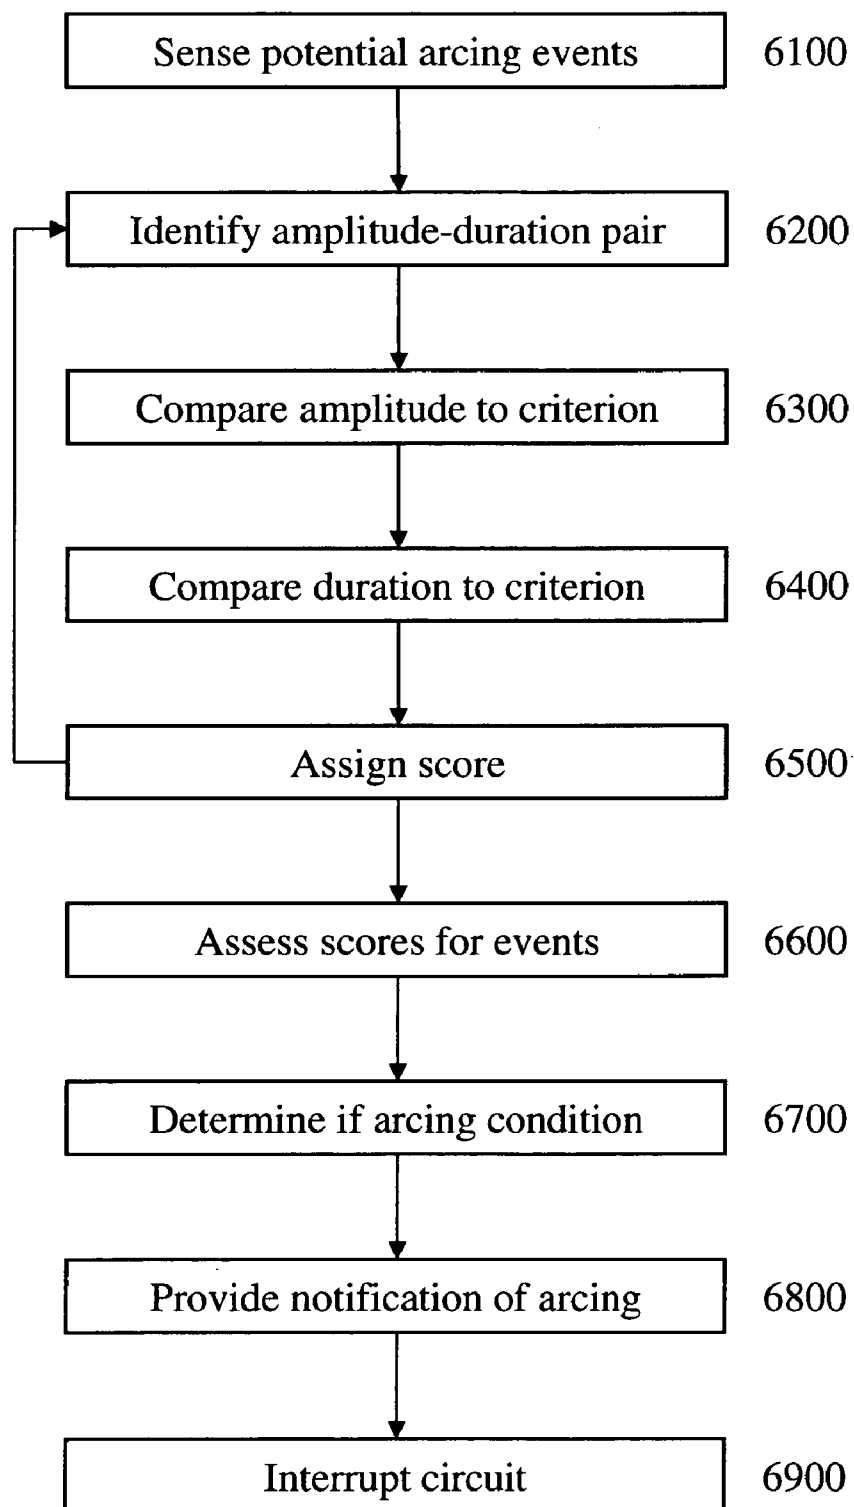 Sense potential arcing events 6100
Identify amplitude-duration pair 6200
Compare amplitude to criterion 6300
Compare duration to criterion 6400
Assign score 6500
Assess scores for events 6600
Determine if arcing condition 6700
Provide notification of arcing 6800
Interrupt circuit 6900